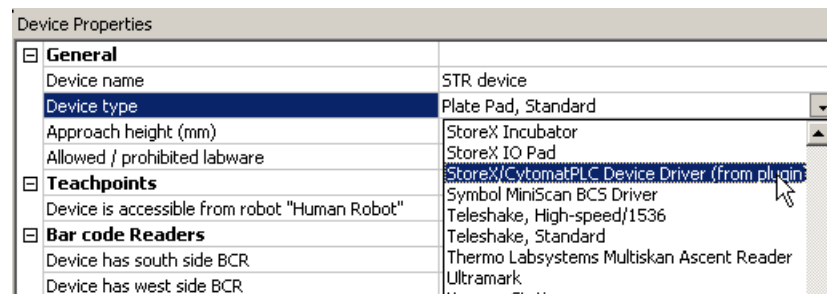 Device Properties
General
Device name STR device
Device type Plate Pad, Standard
Approach height (mm) StoreX Incubator
Allowed / prohibited labware StoreX IO Pad
StoreX/CytomatPLC Device Driver (from plugin)
Teachpoints Symbol MiniScan BCS Driver
Device is accessible from robot "Human Robot" Teleshake, High-speed/1536
Bar code Readers Teleshake, Standard
Device has south side BCR Thermo Labsystems Multiskan Ascent Reader
Device has west side BCR Ultramark